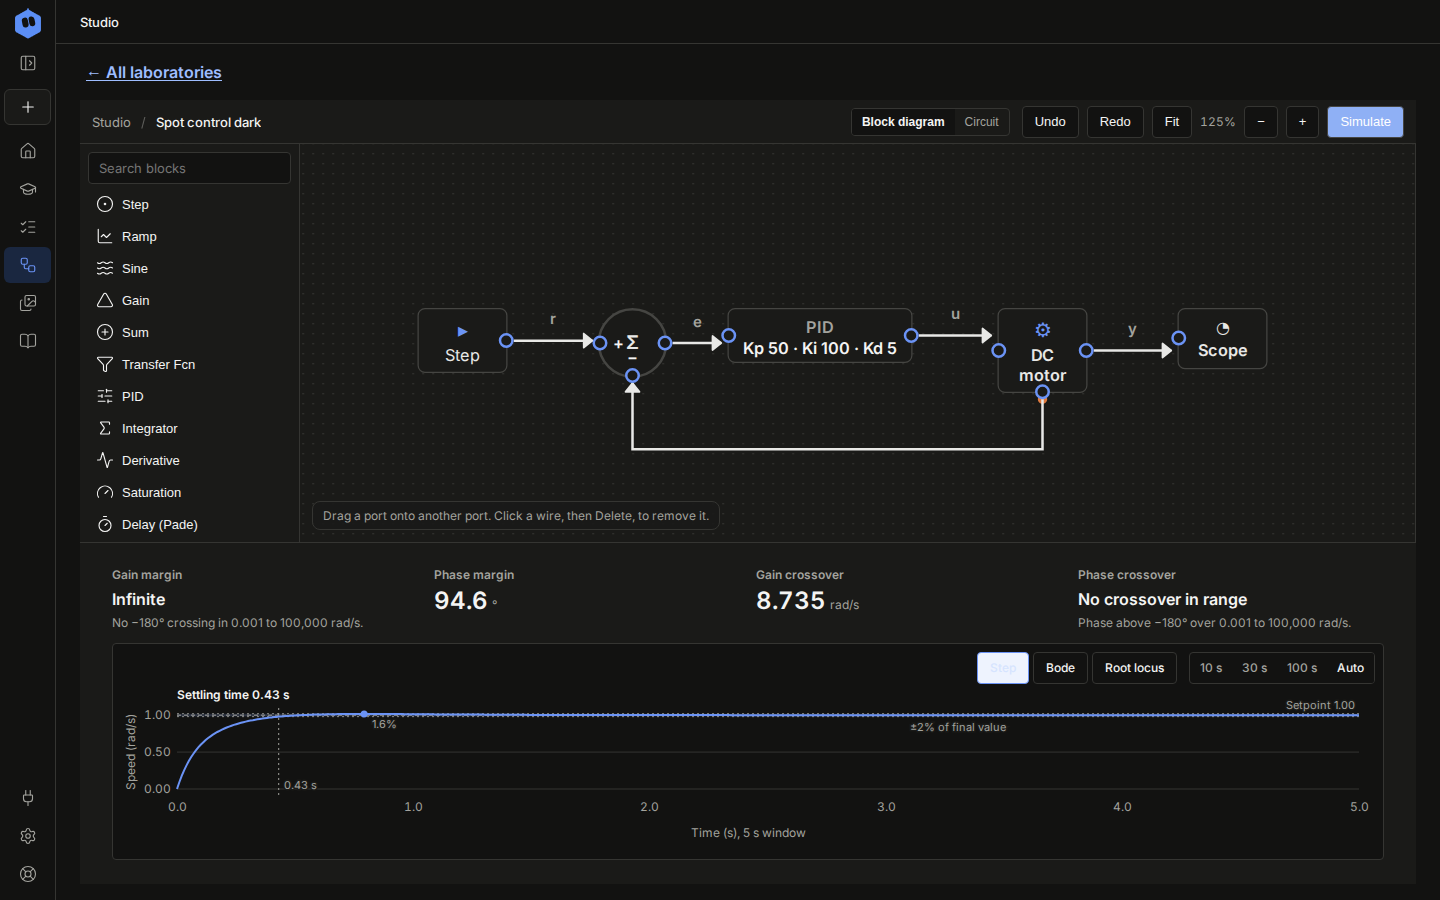 Studio
← All laboratories
Studio / Spot control dark
Block diagram Circuit Undo Redo Fit 125% − + Simulate
Search blocks
Step
Ramp
Sine
Gain
Sum
Transfer Fcn
PID
Integrator
Derivative
Saturation
Delay (Pade)
Step
r
+ Σ
−
e
PID
Kp 50 · Ki 100 · Kd 5
u
DC
motor
y
Scope
Drag a port onto another port. Click a wire, then Delete, to remove it.
Gain margin
Infinite
No −180° crossing in 0.001 to 100,000 rad/s.
Phase margin
94.6 °
Gain crossover
8.735 rad/s
Phase crossover
No crossover in range
Phase above −180° over 0.001 to 100,000 rad/s.
Step Bode Root locus 10 s 30 s 100 s Auto
Settling time 0.43 s
Setpoint 1.00
1.00
1.6%
±2% of final value
Speed (rad/s)
0.50
0.43 s
0.00
0.0 1.0 2.0 3.0 4.0 5.0
Time (s), 5 s window